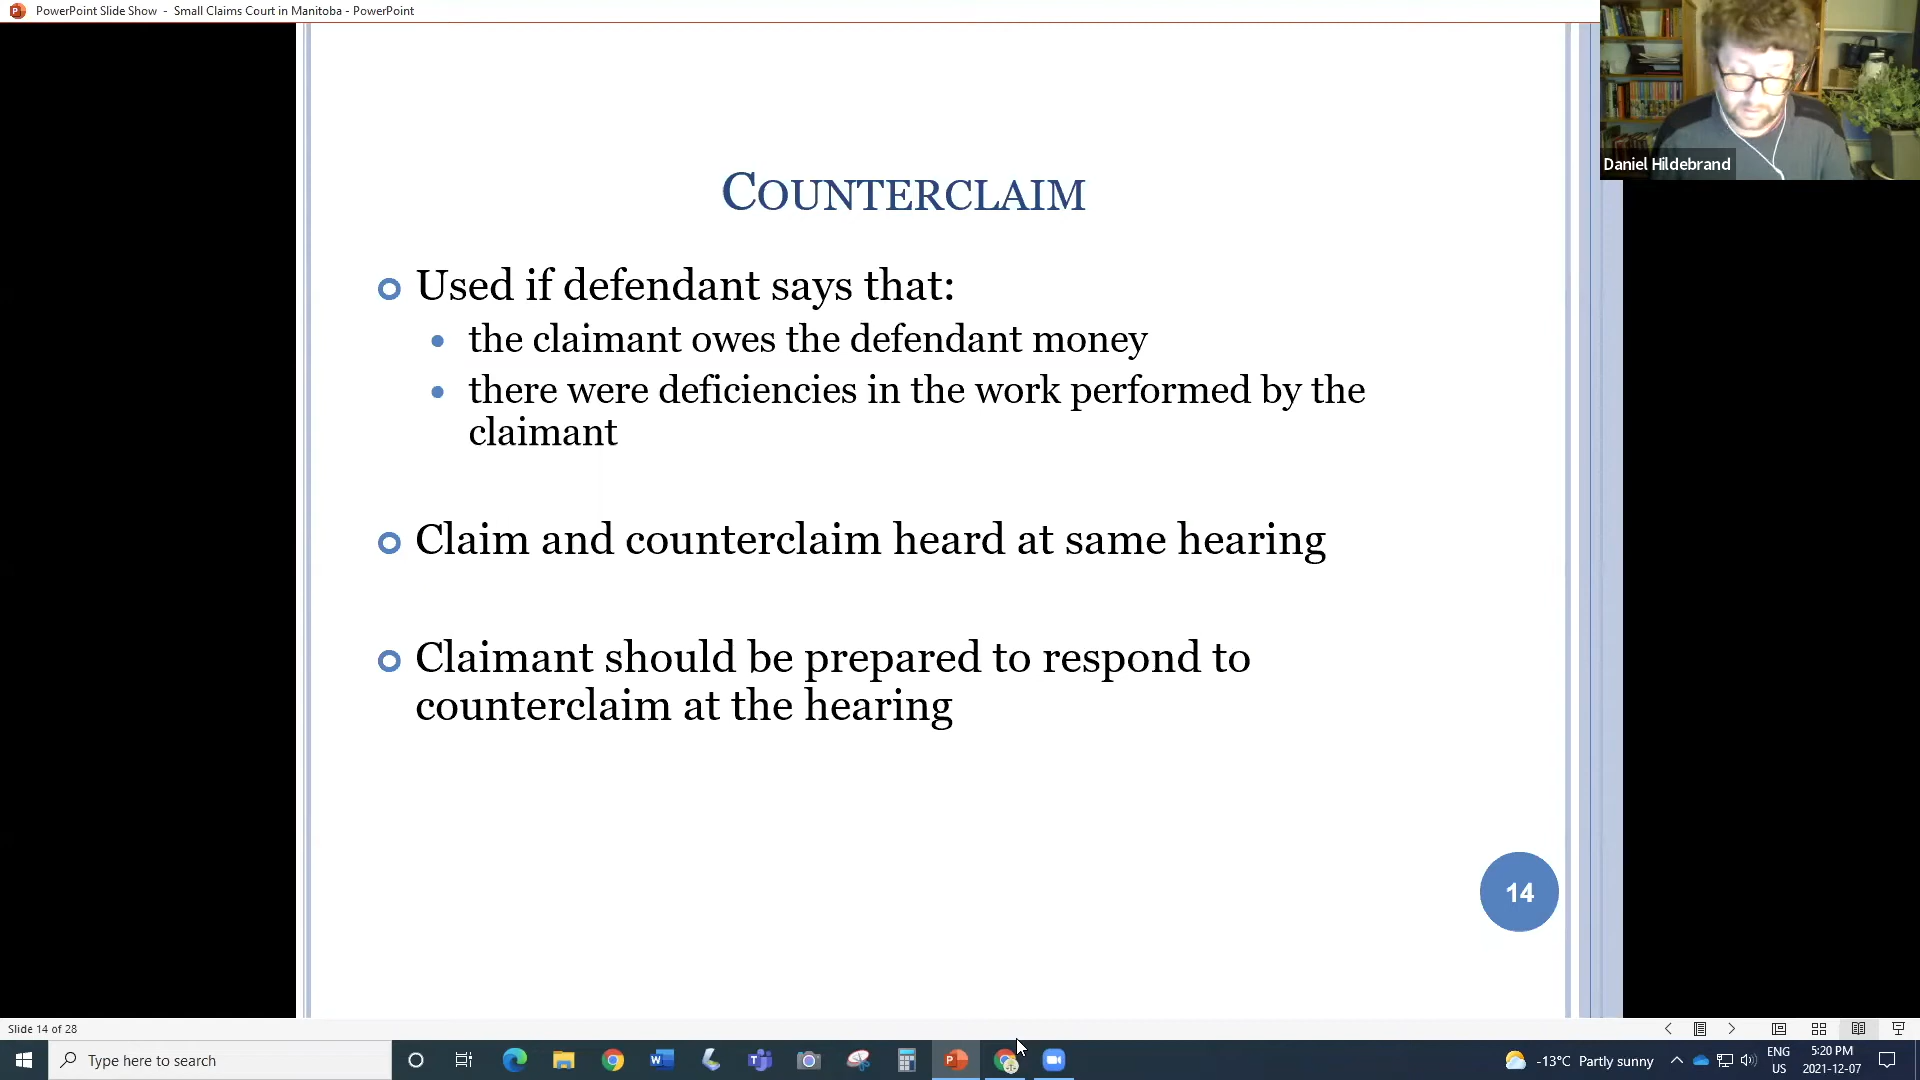 PowerPoint Slide Show - Small Claims Court in Manitoba - PowerPoint
Daniel Hildebrand
COUNTERCLAIM
Used if defendant says that:
the claimant owes the defendant money
there were deficiencies in the work performed by the
claimant
Claim and counterclaim heard at same hearing
Claimant should be prepared to respond to
counterclaim at the hearing
14
Slide 14 of 28
Type here to search
-13°C Partly sunny
ENG
US
5:20 PM
2021-12-07